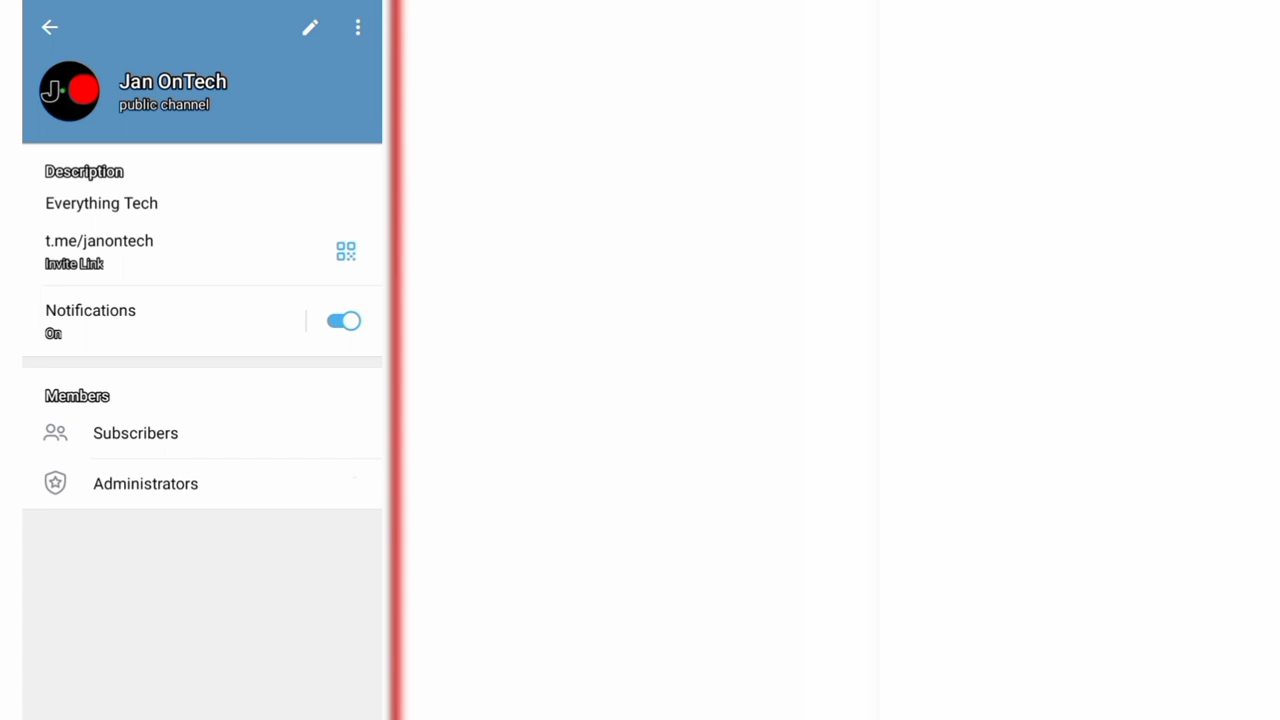 Jan OnTech
public channel
Description
Everything Tech
t.me/janontech
Invite Link
Notifications
On
Members
Subscribers
Administrators